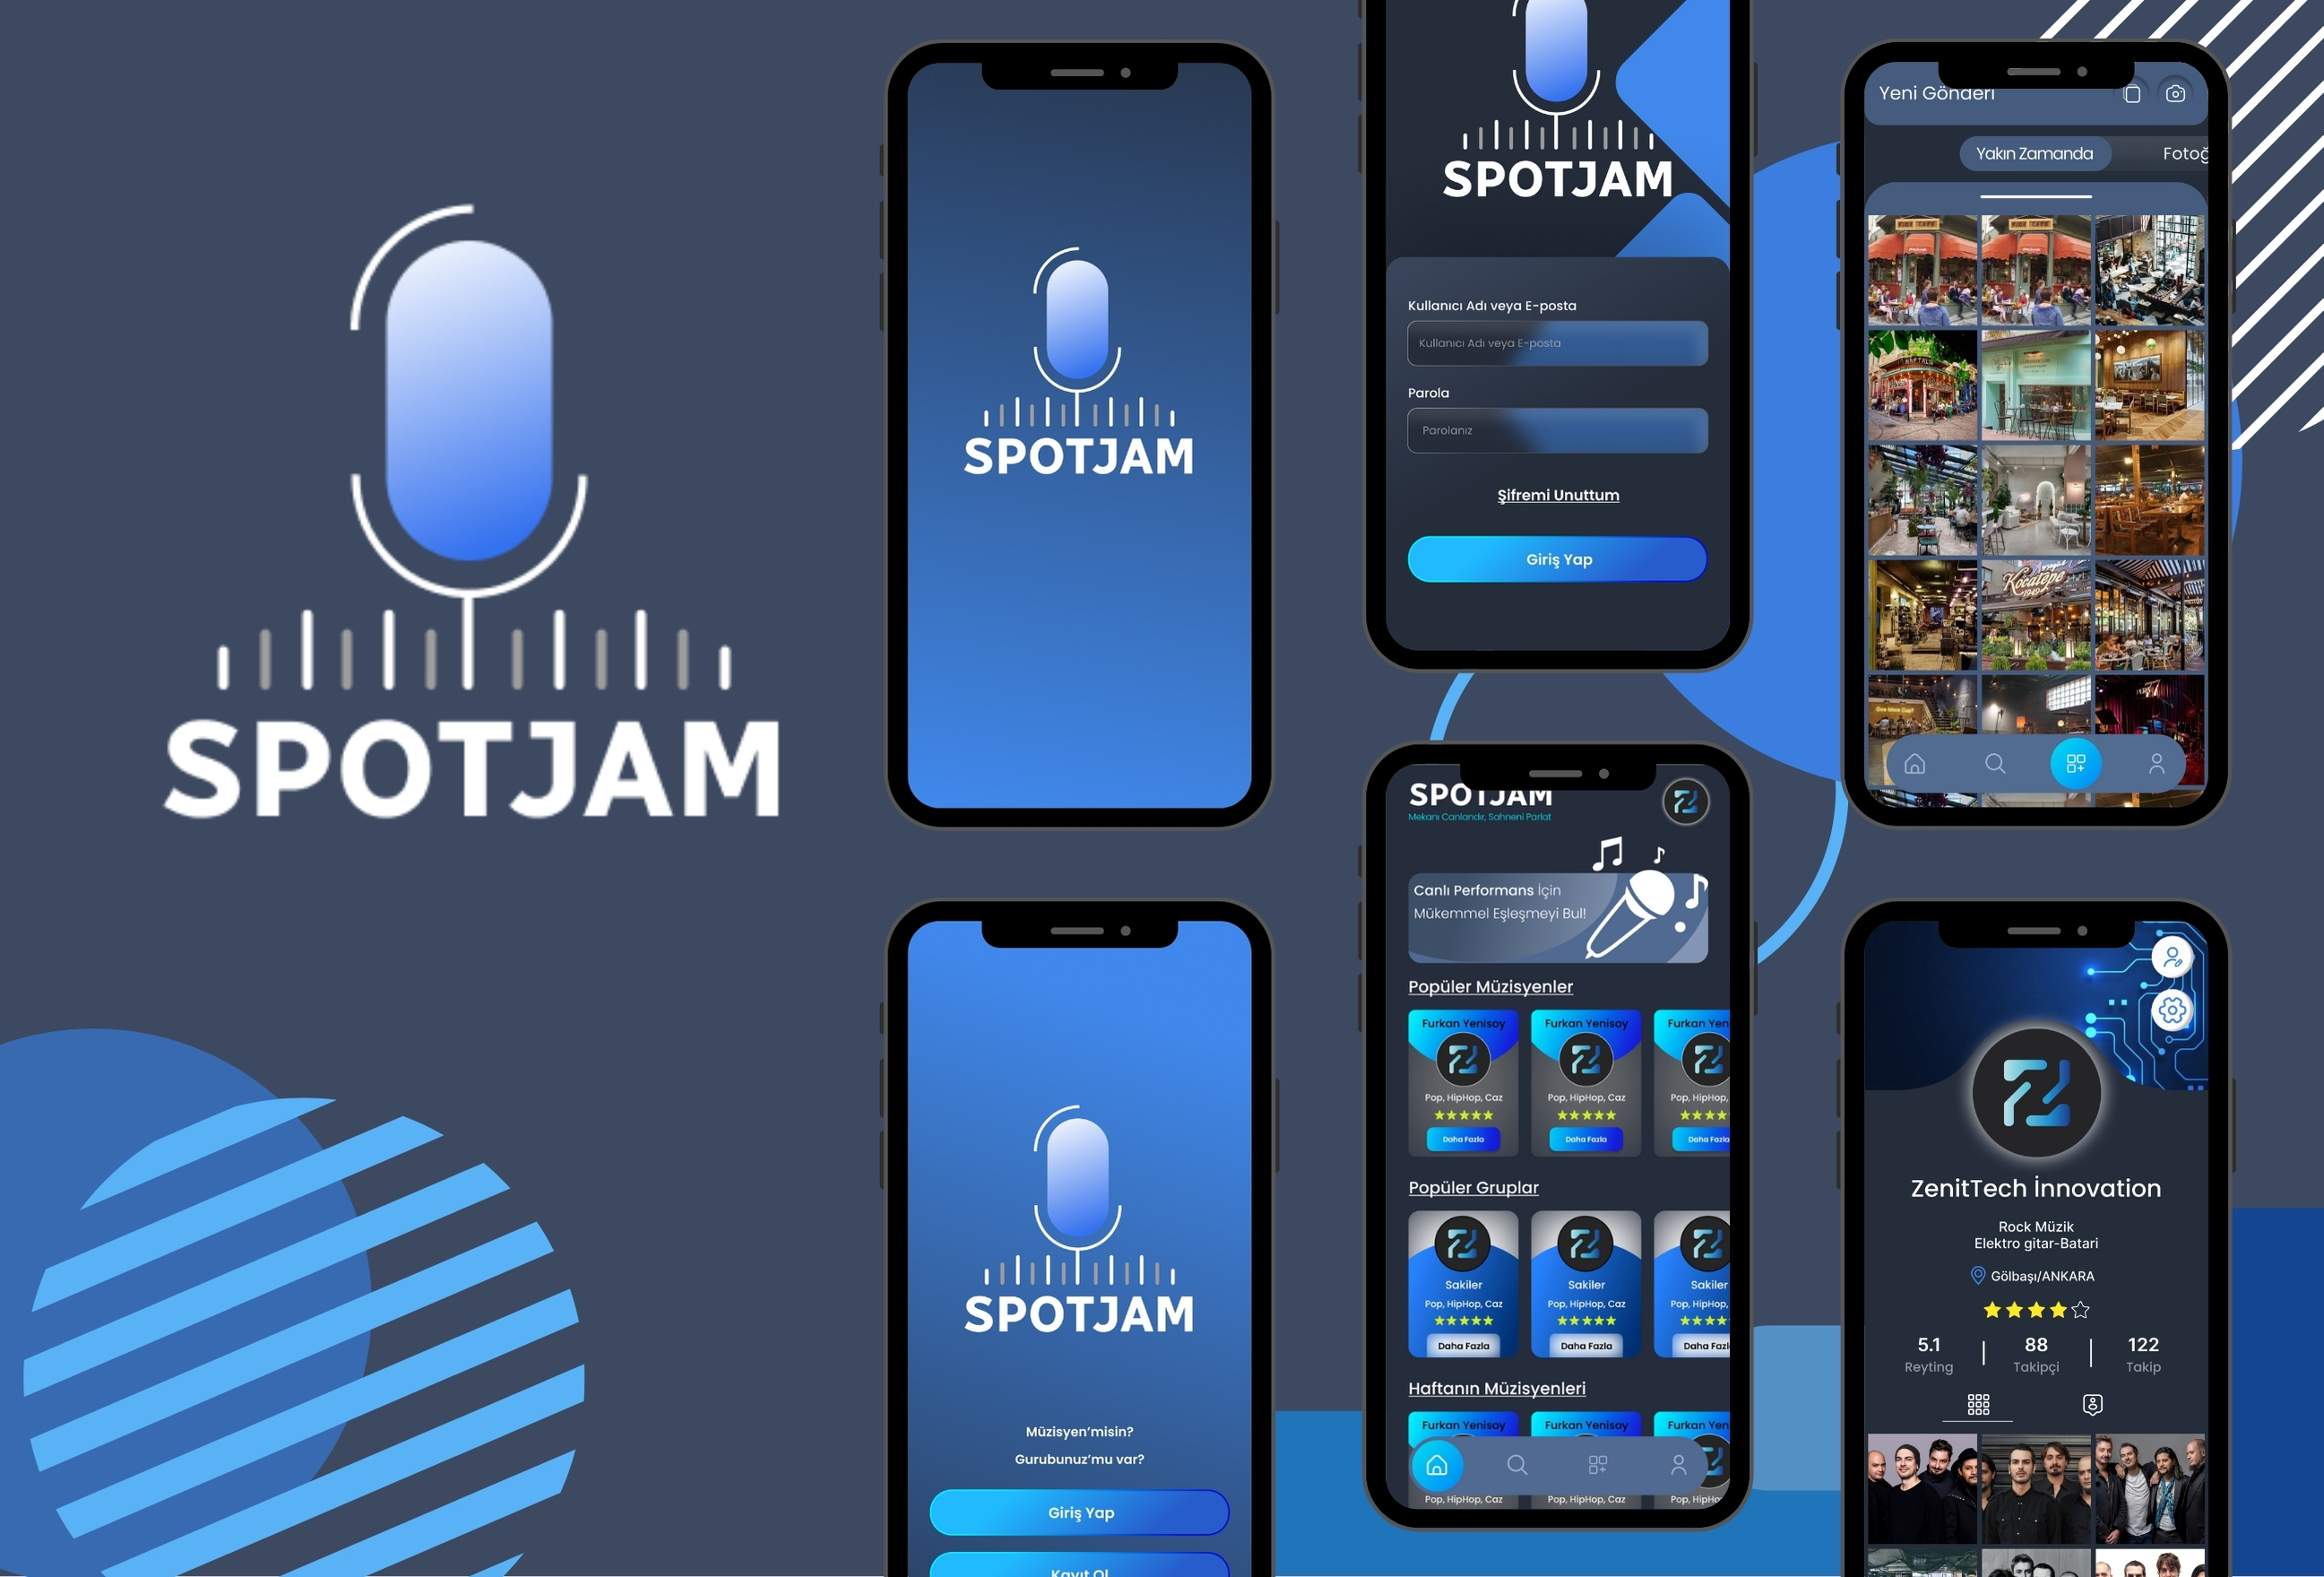 SPOTJAM
SPOTJAM
SPOTJAM
Müzisyen'misin?
Gurubunuz'mu var?
Giriş Yap
Kayıt Ol
SPOTJAM
Kullanıcı Adı veya E-posta
Kullanıcı Adı veya E-posta
Parola
Parolanız
Şifremi Unuttum
Giriş Yap
SPOTJAM
Mekanı Canlandır, Sahneni Parlat
Canlı Performans İçin
Mükemmel Eşleşmeyi Bul!
Popüler Müzisyenler
Furkan Yenisoy Furkan Yenisoy Furkan Yen
Pop, HipHop, Caz Pop, HipHop, Caz Pop, HipHop,
Daha Fazla Daha Fazla Daha Fazla
Popüler Gruplar
Sakiler Sakiler Sakiler
Pop, HipHop, Caz Pop, HipHop, Caz Pop, HipHop,
Daha Fazla Daha Fazla Daha Fazl
Haftanın Müzisyenleri
Furkan Yenisoy Furkan Yenisoy Furkan Yen
Pop, HipHop, Caz Pop, HipHop, Caz Pop, HipHo
Yeni Gönderi
Yakın Zamanda Fotoğ
Kocatepe
ZenitTech İnnovation
Rock Müzik
Elektro gitar-Batari
Gölbaşı/ANKARA
5.1 88 122
Reyting Takipçi Takip